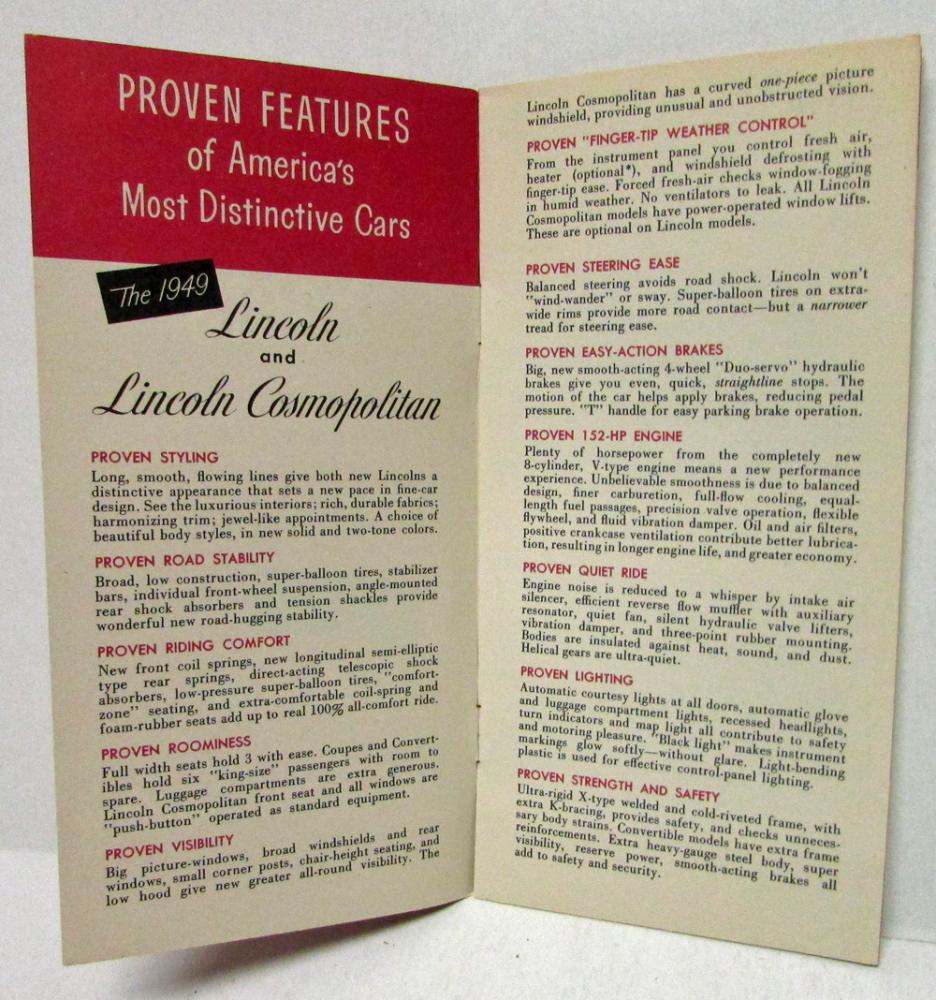 PROVEN FEATURES
of America's
Most Distinctive Cars
The 1949
Lincoln
and
Lincoln Cosmopolitan
PROVEN STYLING
Long, smooth, flowing lines give both new Lincolns a
distinctive appearance that sets a new pace in fine-car
design. See the luxurious interiors; rich, durable fabrics;
harmonizing trim; jewel-like appointments. A choice of
beautiful body styles, in new solid and two-tone colors.
PROVEN ROAD STABILITY
Broad, low construction, super-balloon tires, stabilizer
bars, individual front-wheel suspension, angle-mounted
rear shock absorbers and tension shackles provide
wonderful new road-hugging stability.
PROVEN RIDING COMFORT
New front coil springs, new longitudinal semi-elliptic
type rear springs, direct-acting telescopic shock
absorbers, low-pressure super-balloon tires, "comfort-
zone" seating, and extra-comfortable coil-spring and
foam-rubber seats add up to real 100% all-comfort ride.
PROVEN ROOMINESS
Full width seats hold 3 with ease. Coupes and Convert-
ibles hold six "king-size" passengers with room to
spare. Luggage compartments are extra generous.
Lincoln Cosmopolitan front seat and all windows are
"push-button" operated as standard equipment.
PROVEN VISIBILITY
Big picture-windows, broad windshields and rear
windows, small corner posts, chair-height seating, and
low hood give new greater all-round visibility. The
Lincoln Cosmopolitan has a curved one-piece picture
windshield, providing unusual and unobstructed vision.
PROVEN "FINGER-TIP WEATHER CONTROL"
From the instrument panel you control fresh air,
heater (optional*), and windshield defrosting with
finger-tip ease. Forced fresh-air checks window-fogging
in humid weather. No ventilators to leak. All Lincoln
Cosmopolitan models have power-operated window lifts.
These are optional on Lincoln models.
PROVEN STEERING EASE
Balanced steering avoids road shock. Lincoln won't
"wind-wander" or sway. Super-balloon tires on extra-
wide rims provide more road contact—but a narrower
tread for steering ease.
PROVEN EASY-ACTION BRAKES
Big, new smooth-acting 4-wheel "Duo-servo" hydraulic
brakes give you even, quick, straightline stops. The
motion of the car helps apply brakes, reducing pedal
pressure. "T" handle for easy parking brake operation.
PROVEN 152-HP ENGINE
Plenty of horsepower from the completely new
8-cylinder, V-type engine means a new performance
experience. Unbelievable smoothness is due to balanced
design, finer carburetion, full-flow cooling, equal-
length fuel passages, precision valve operation, flexible
flywheel, and fluid vibration damper. Oil and air filters,
positive crankcase ventilation contribute better lubrica-
tion, resulting in longer engine life, and greater economy.
PROVEN QUIET RIDE
Engine noise is reduced to a whisper by intake air
silencer, efficient reverse flow muffler with auxiliary
resonator, quiet fan, silent hydraulic valve lifters,
vibration damper, and three-point rubber mounting.
Bodies are insulated against heat, sound, and dust.
Helical gears are ultra-quiet.
PROVEN LIGHTING
Automatic courtesy lights at all doors, automatic glove
and luggage compartment lights, recessed headlights,
turn indicators and map light all contribute to safety
and motoring pleasure. "Black light" makes instrument
markings glow softly—without glare. Light-bending
plastic is used for effective control-panel lighting.
PROVEN STRENGTH AND SAFETY
Ultra-rigid X-type welded and cold-riveted frame, with
extra K-bracing, provides safety, and checks unneces-
sary body strains. Convertible models have extra frame
reinforcements. Extra heavy-gauge steel body, super
visibility, reserve power, smooth-acting brakes all
add to safety and security.